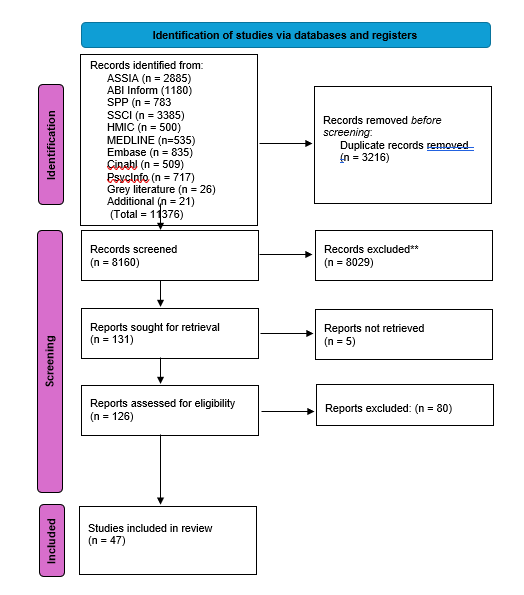 Identification of studies via databases and registers
Identification
Records identified from:
ASSIA (n = 2885)
ABI Inform (1180)
SPP (n = 783
SSCI (n = 3385)
HMIC (n = 500)
MEDLINE (n=535)
Embase (n = 835)
Cinahl (n = 509)
PsycInfo (n = 717)
Grey literature (n = 26)
Additional (n = 21)
(Total = 11376)
Records removed before
screening:
Duplicate records removed
(n = 3216)
Screening
Records screened
(n = 8160)
Records excluded**
(n = 8029)
Reports sought for retrieval
(n = 131)
Reports not retrieved
(n = 5)
Reports assessed for eligibility
(n = 126)
Reports excluded: (n = 80)
Included
Studies included in review
(n = 47)